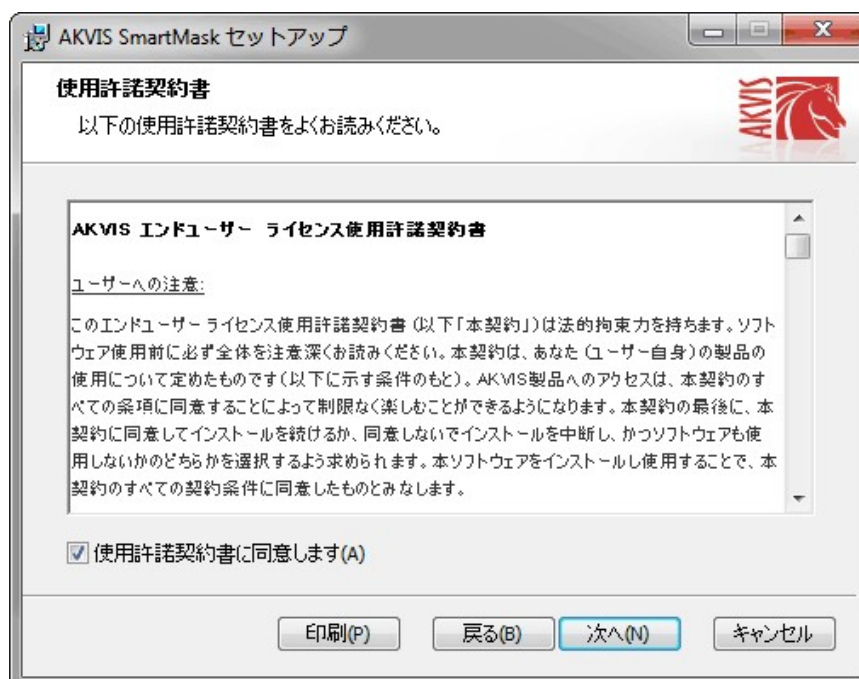 AKVIS SmartMask セットアップ
使用許諾契約書
以下の使用許諾契約書をよくお読みください。
AKVIS
AKVIS エンドユーザー ライセンス使用許諾契約書
ユーザーへの注意:
このエンドユーザー ライセンス使用許諾契約書 (以下「本契約」)は法的拘束力を持ちます。ソフト
ウェア使用前に必ず全体を注意深くお読みください。本契約は、あなた (ユーザー自身)の製品の
使用について定めたものです(以下に示す条件のもと)。AKVIS製品へのアクセスは、本契約のす
べての条項に同意することによって制限なく楽しむことができるようになります。本契約の最後に、本
契約に同意してインストールを続けるか、同意しないでインストールを中断し、かつソフトウェアも使
用しないかのどちらかを選択するよう求められます。本ソフトウェアをインストールし使用することで、本
契約のすべての契約条件に同意したものとみなします。
使用許諾契約書に同意します(A)
印刷(P) 戻る(B) 次へ(N) キャンセル